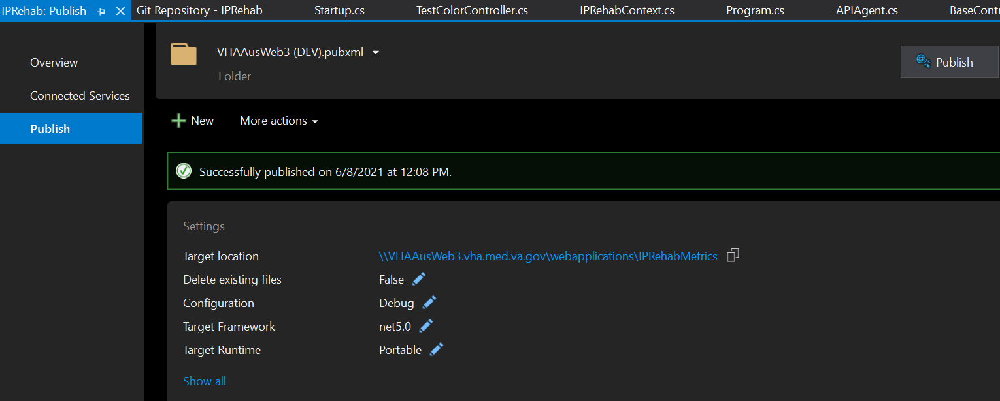 IPRehab: Publish Git Repository - IPRehab Startup.cs TestColorController.cs IPRehabContext.cs Program.cs APIAgent.cs BaseContr
Overview
Connected Services
Publish
VHAAusWeb3 (DEV).pubxml
Folder
Publish
New More actions
Successfully published on 6/8/2021 at 12:08 PM.
Settings
Target location \\VHAAusWeb3.vha.med.va.gov\webapplications\IPRehabMetrics
Delete existing files False
Configuration Debug
Target Framework net5.0
Target Runtime Portable
Show all